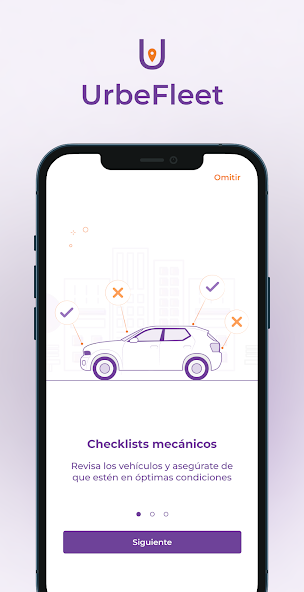 UrbeFleet
Omitir
Checklists mecánicos
Revisa los vehículos y asegúrate de
que estén en óptimas condiciones
Siguiente